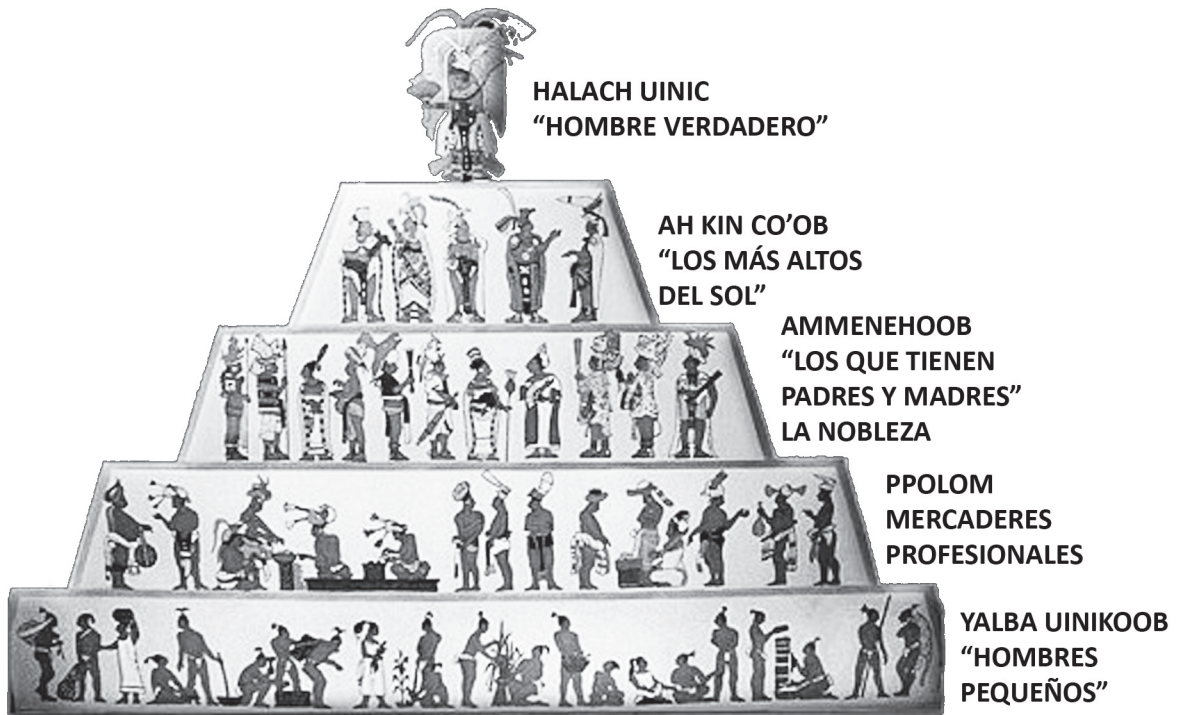 HALACH UINIC
“HOMBRE VERDADERO”
AH KIN CO’OB
“LOS MÁS ALTOS
DEL SOL”
AMMENEHOOB
“LOS QUE TIENEN
PADRES Y MADRES”
LA NOBLEZA
PPOLOM
MERCADERES
PROFESIONALES
YALBA UINIKOOB
“HOMBRES
PEQUEÑOS”